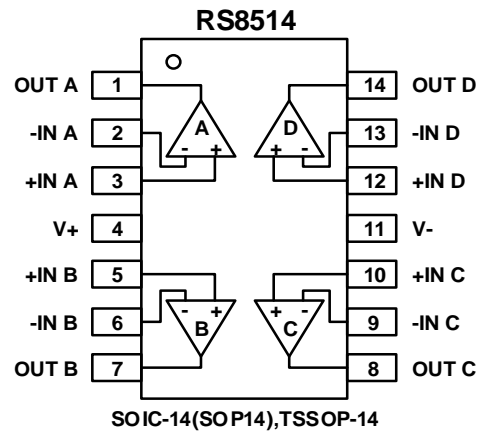 RS8514
OUT A 1 14 OUT D
-IN A 2 A D 13 -IN D
- + + -
+IN A 3 12 +IN D
V+ 4 11 V-
+IN B 5 10 +IN C
- + + -
-IN B 6 B C 9 -IN C
OUT B 7 8 OUT C
SOIC-14(SOP14),TSSOP-14